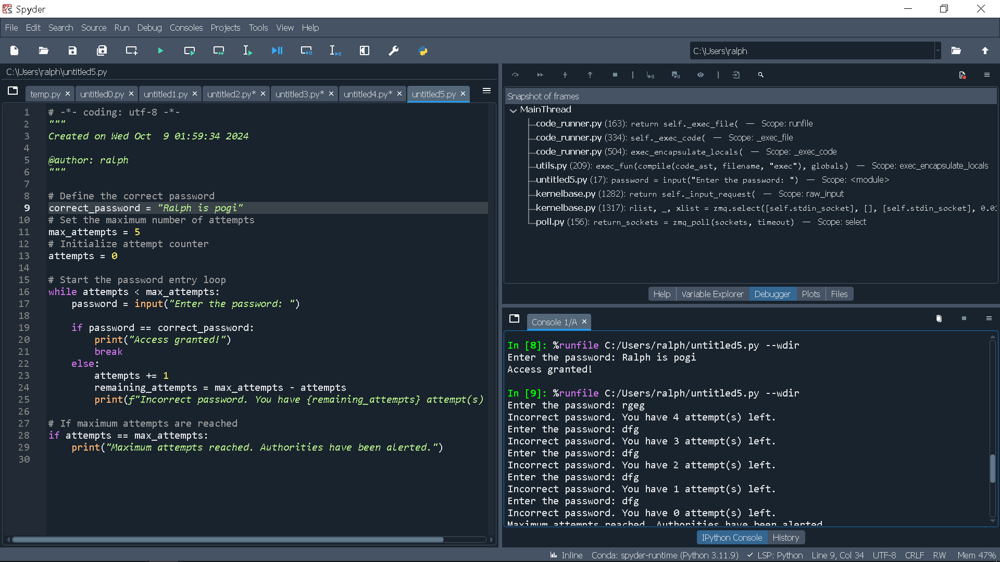 Spyder
File Edit Search Source Run Debug Consoles Projects Tools View Help
C:\Users\ralph
C:\Users\ralph\untitled5.py
temp.py untitled0.py untitled1.py untitled2.py* untitled3.py* untitled4.py* untitled5.py
1 # -*- coding: utf-8 -*-
2 """
3 Created on Wed Oct  9 01:59:34 2024
4
5 @author: ralph
6 """
7
8 # Define the correct password
9 correct_password = "Ralph is pogi"
10 # Set the maximum number of attempts
11 max_attempts = 5
12 # Initialize attempt counter
13 attempts = 0
14
15 # Start the password entry loop
16 while attempts < max_attempts:
17     password = input("Enter the password: ")
18
19     if password == correct_password:
20         print("Access granted!")
21         break
22     else:
23         attempts += 1
24         remaining_attempts = max_attempts - attempts
25         print(f"Incorrect password. You have {remaining_attempts} attempt(s)
26
27 # If maximum attempts are reached
28 if attempts == max_attempts:
29     print("Maximum attempts reached. Authorities have been alerted.")
30
Snapshot of frames
MainThread
code_runner.py (163): return self._exec_file( — Scope: runfile
code_runner.py (334): self._exec_code( — Scope: _exec_file
code_runner.py (504): exec_encapsulate_locals( — Scope: _exec_code
utils.py (209): exec_fun(compile(code_ast, filename, "exec"), globals) — Scope: exec_encapsulate_locals
untitled5.py (17): password = input("Enter the password: ") — Scope: <module>
kernelbase.py (1282): return self._input_request( — Scope: raw_input
kernelbase.py (1317): rlist, _, xlist = zmq.select([self.stdin_socket], [], [self.stdin_socket], 0.01
poll.py (156): return_sockets = zmq_poll(sockets, timeout) — Scope: select
Help Variable Explorer Debugger Plots Files
Console 1/A
In [8]: %runfile C:/Users/ralph/untitled5.py --wdir
Enter the password: Ralph is pogi
Access granted!
In [9]: %runfile C:/Users/ralph/untitled5.py --wdir
Enter the password: rgeg
Incorrect password. You have 4 attempt(s) left.
Enter the password: dfg
Incorrect password. You have 3 attempt(s) left.
Enter the password: dfg
Incorrect password. You have 2 attempt(s) left.
Enter the password: dfg
Incorrect password. You have 1 attempt(s) left.
Enter the password: dfg
Incorrect password. You have 0 attempt(s) left.
Maximum attempts reached. Authorities have been alerted
IPython Console History
Inline Conda: spyder-runtime (Python 3.11.9) LSP: Python Line 9, Col 34 UTF-8 CRLF RW Mem 47%